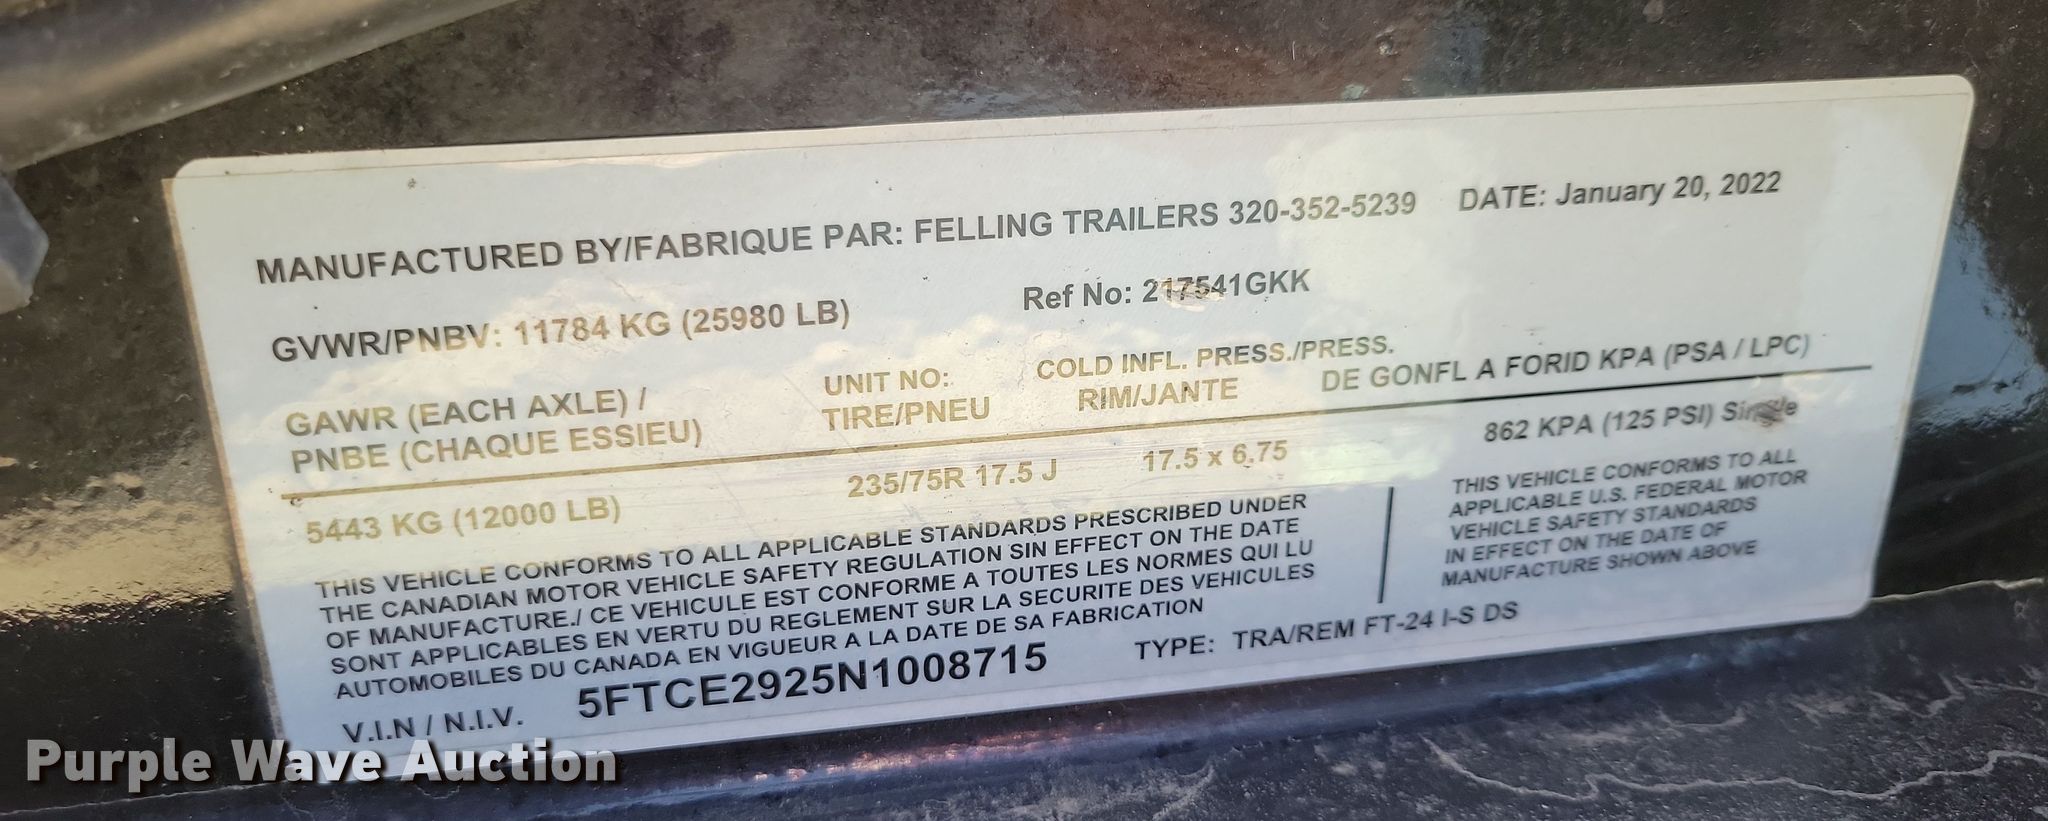 MANUFACTURED BY/FABRIQUE PAR: FELLING TRAILERS 320-352-5239 DATE: January 20, 2022
GVWR/PNBV: 11784 KG (25980 LB) Ref No: 217541GKK
GAWR (EACH AXLE) /
PNBE (CHAQUE ESSIEU)
UNIT NO:
TIRE/PNEU
COLD INFL. PRESS./PRESS.
RIM/JANTE DE GONFL A FORID KPA (PSA / LPC)
5443 KG (12000 LB) 235/75R 17.5 J 17.5 x 6.75 862 KPA (125 PSI) Single
THIS VEHICLE CONFORMS TO ALL APPLICABLE STANDARDS PRESCRIBED UNDER
THE CANADIAN MOTOR VEHICLE SAFETY REGULATION SIN EFFECT ON THE DATE
OF MANUFACTURE./ CE VEHICULE EST CONFORME A TOUTES LES NORMES QUI LU
SONT APPLICABLES EN VERTU DU REGLEMENT SUR LA SECURITE DES VEHICULES
AUTOMOBILES DU CANADA EN VIGUEUR A LA DATE DE SA FABRICATION
THIS VEHICLE CONFORMS TO ALL
APPLICABLE U.S. FEDERAL MOTOR
VEHICLE SAFETY STANDARDS
IN EFFECT ON THE DATE OF
MANUFACTURE SHOWN ABOVE
V.I.N / N.I.V. 5FTCE2925N1008715 TYPE: TRA/REM FT-24 I-S DS
Purple Wave Auction